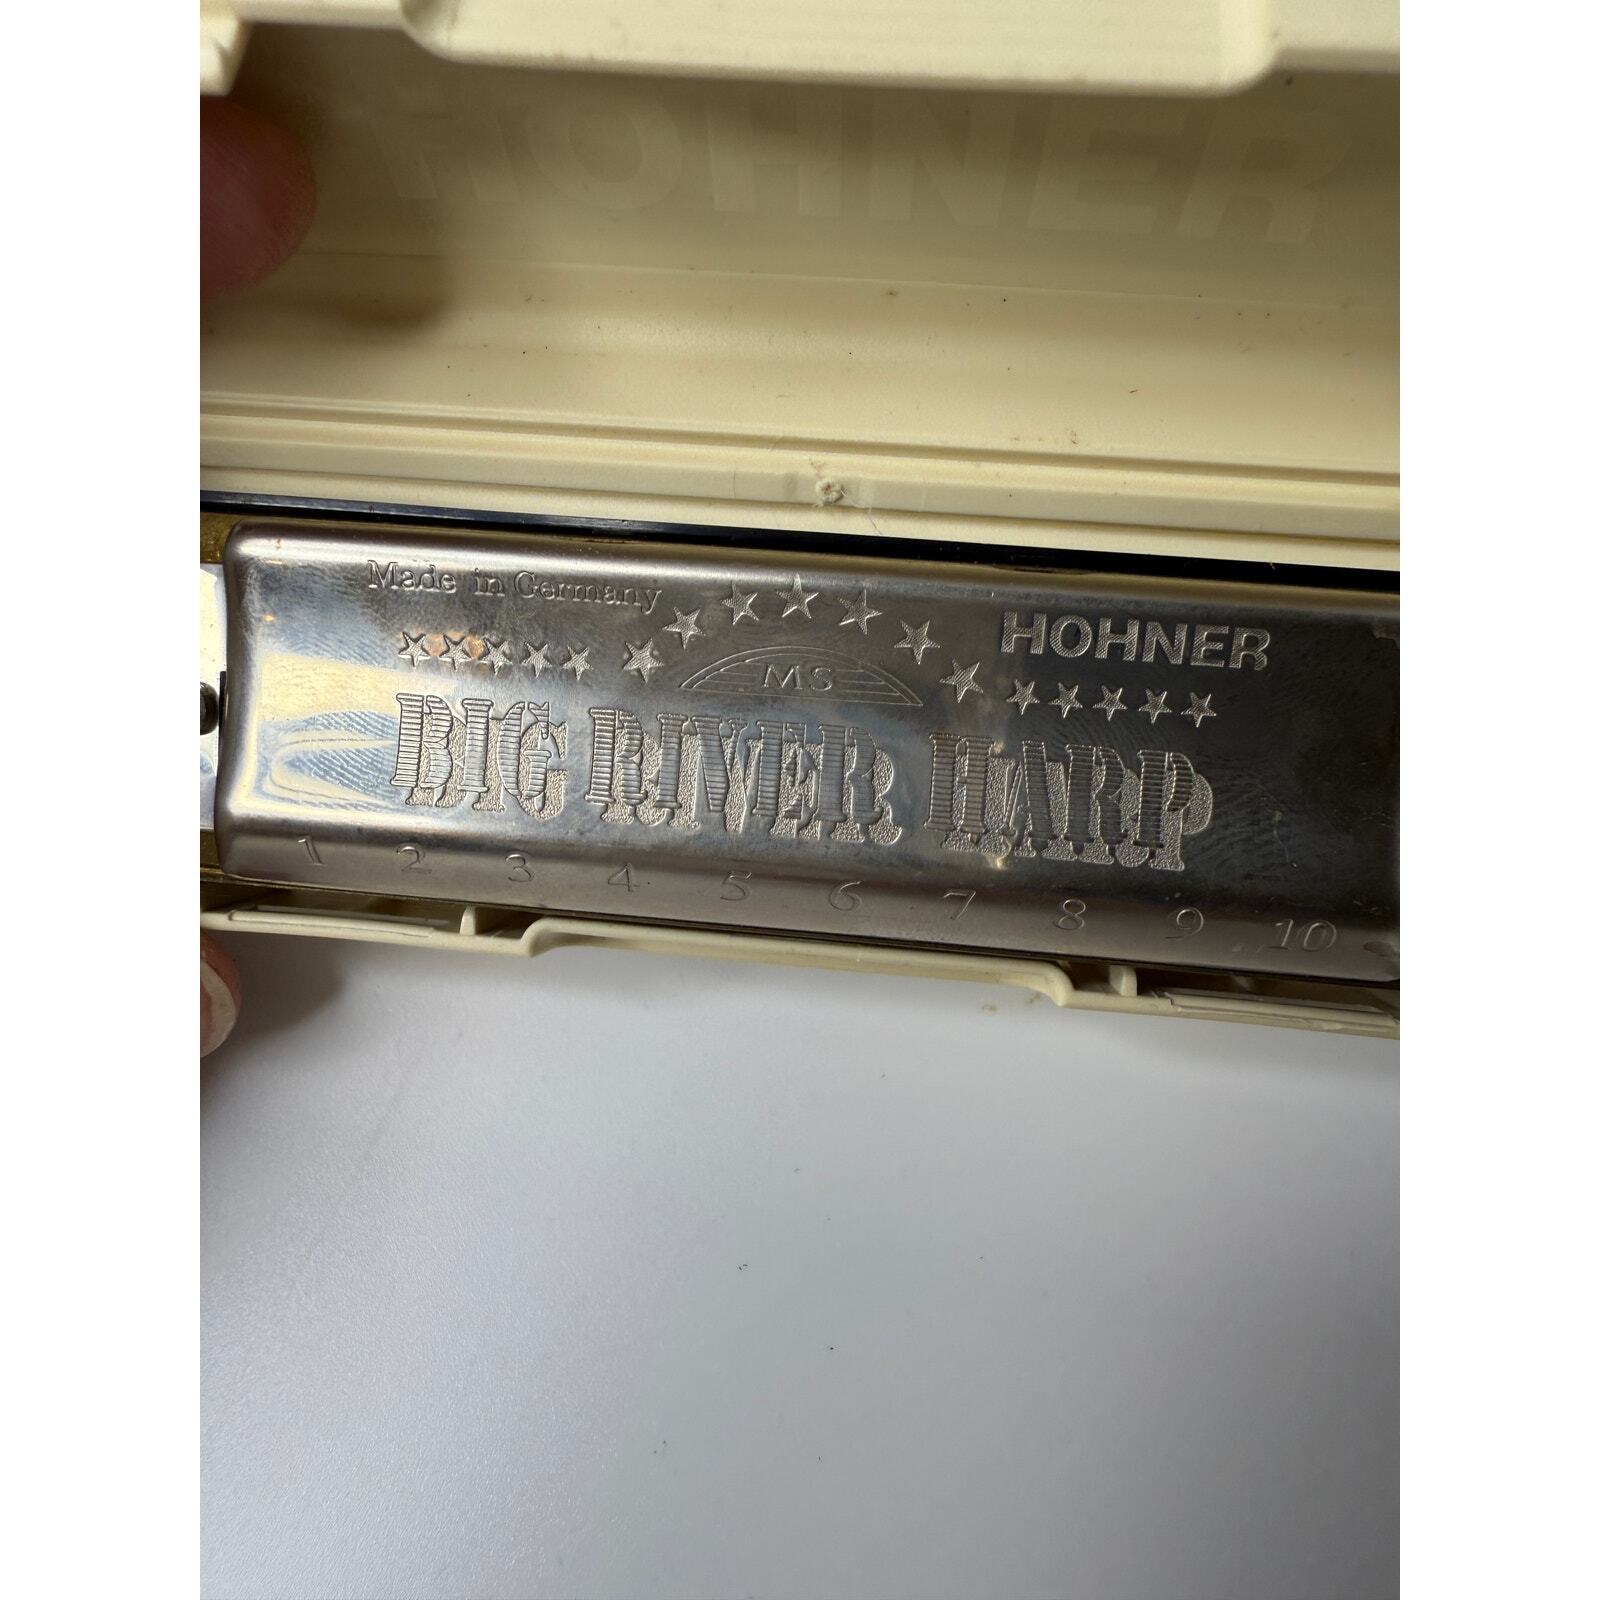 HOHNER
Made in Germany
HOHNER
MS
BIG RIVER HARP
1 2 3 4 5 6 7 8 9 10